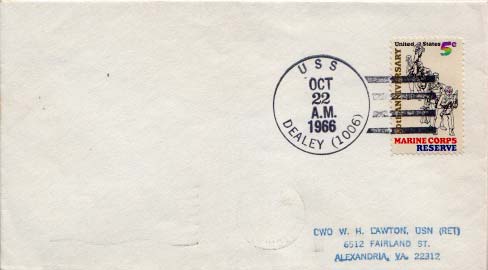 USS
OCT
22
A.M.
1966
DEALEY (1006)
United States 5c
50th ANNIVERSARY
MARINE CORPS
RESERVE
CWO W. H. LAWTON, USN (RET)
6512 FAIRLAND ST.
ALEXANDRIA, VA. 22312